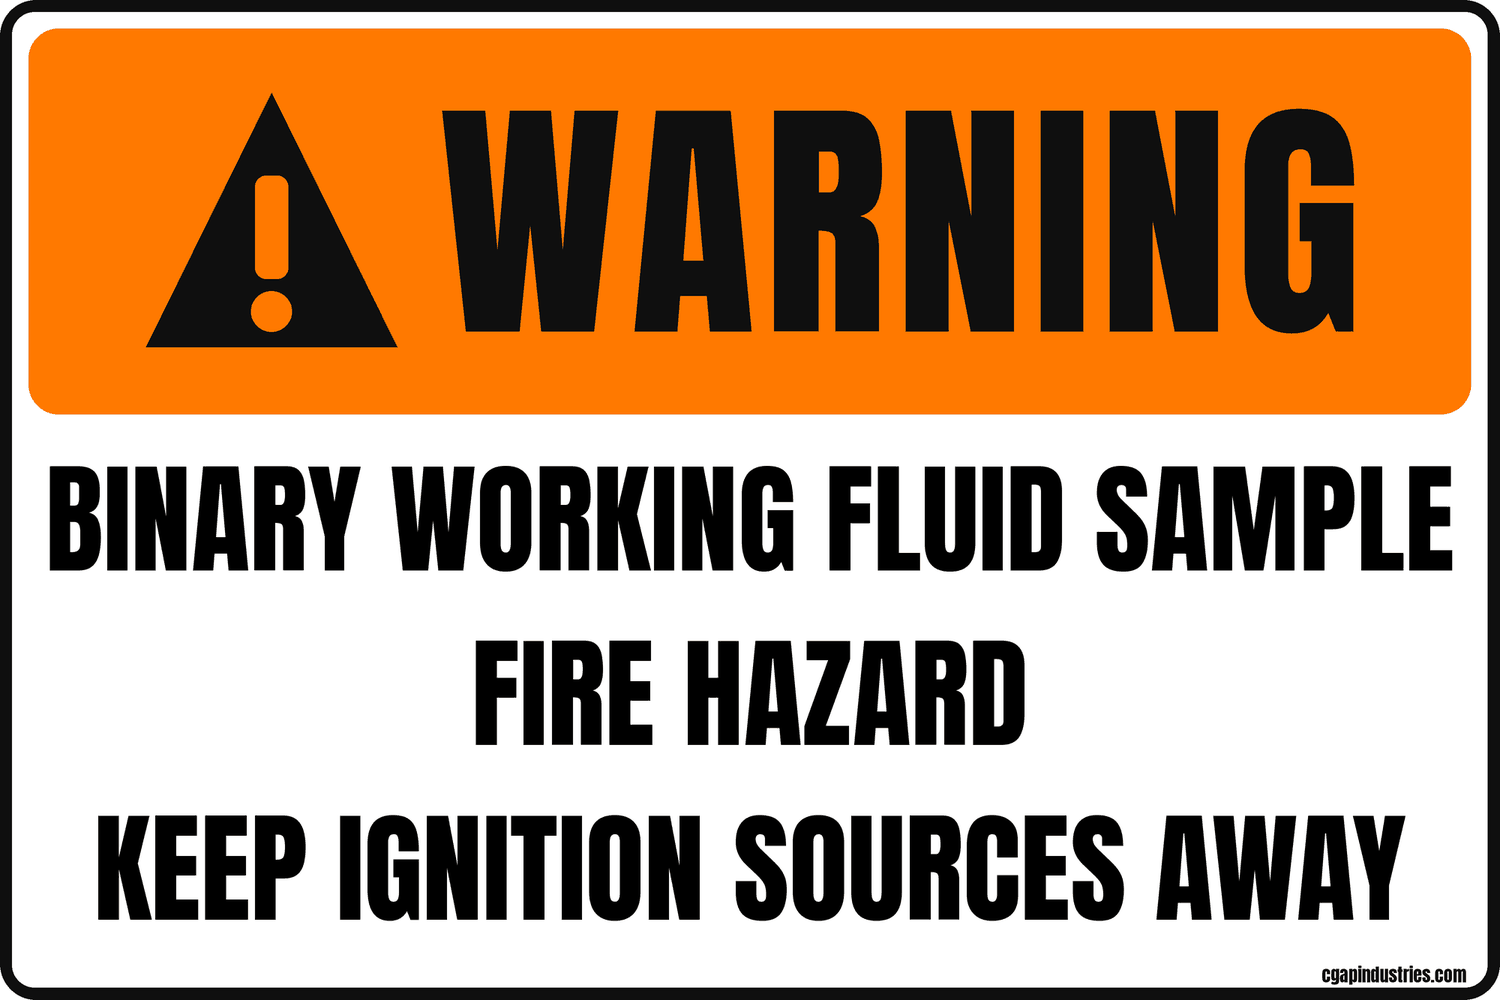 WARNING
BINARY WORKING FLUID SAMPLE
FIRE HAZARD
KEEP IGNITION SOURCES AWAY
cgapindustries.com